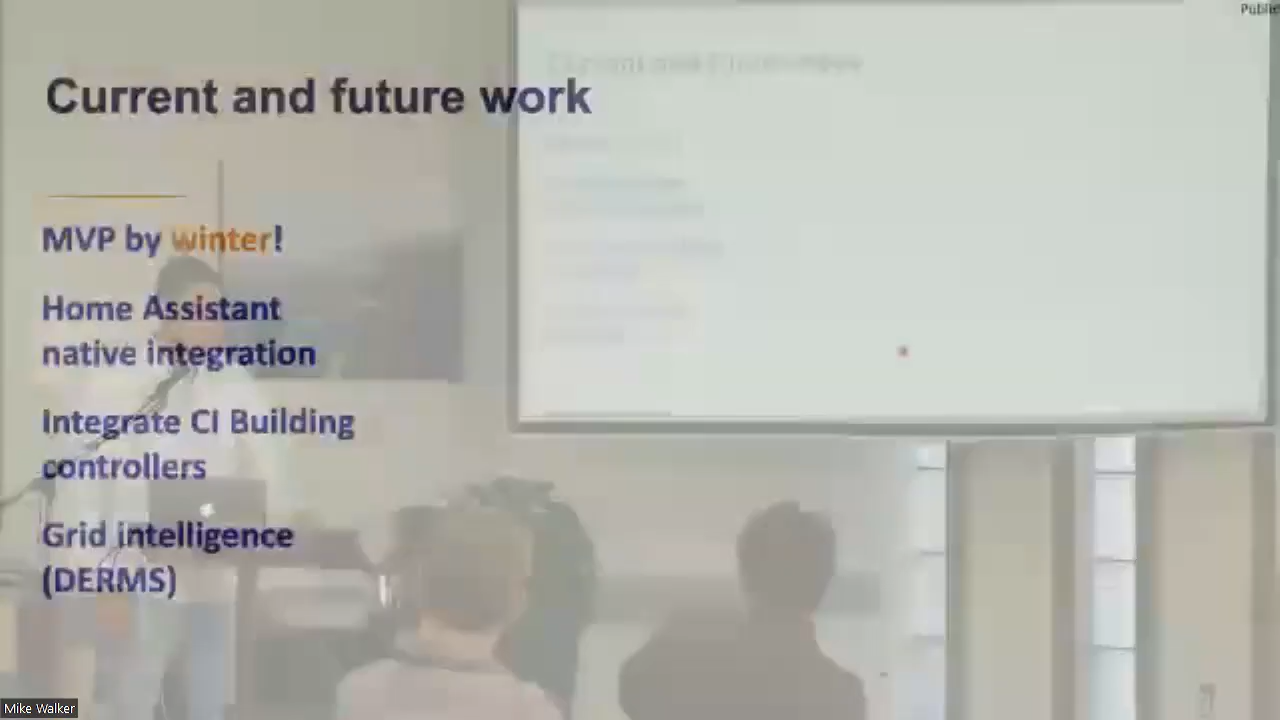 Current and future work
MVP by winter!
Home Assistant
native integration
Integrate CI Building
controllers
Grid intelligence
(DERMS)
Mike Walker